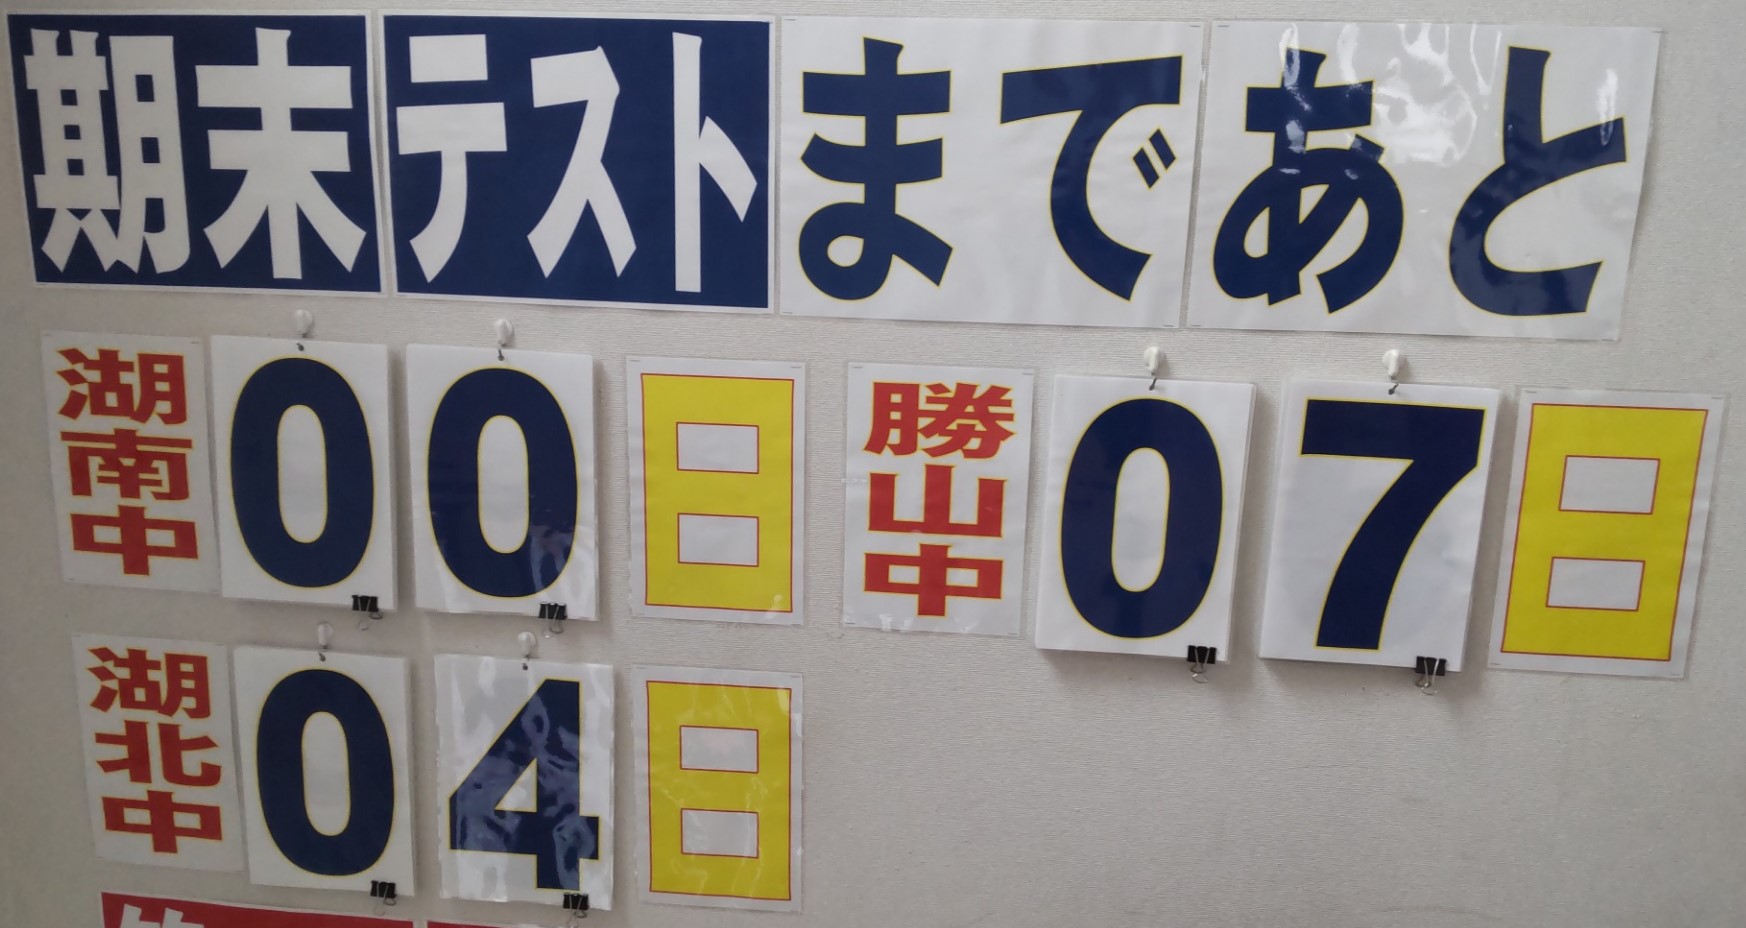 期末テストまであと
湖南中 00日
勝山中 07日
湖北中 04日